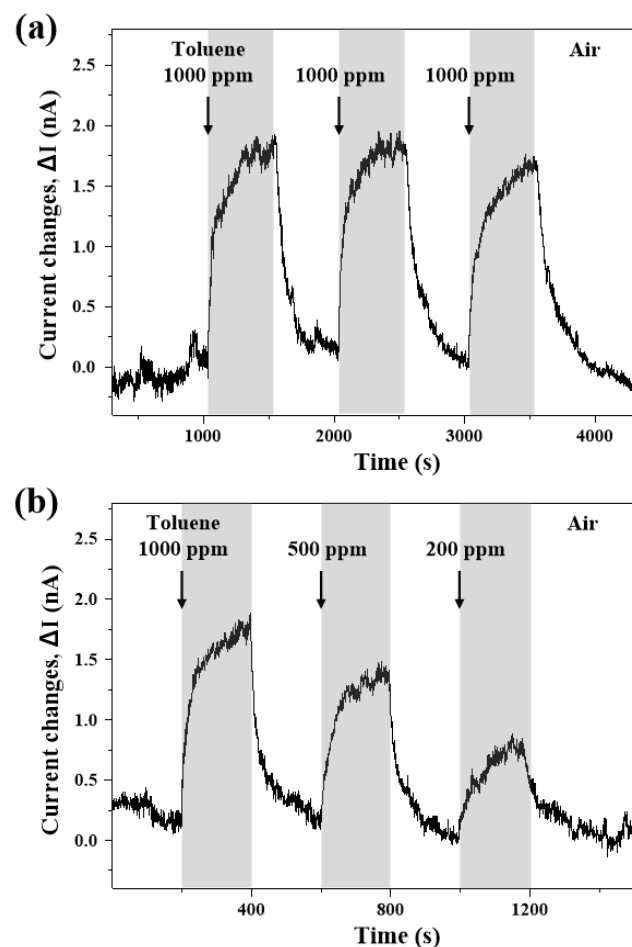 (a)
Toluene
1000 ppm
1000 ppm
1000 ppm
Air
Current changes, ΔI (nA)
2.5
2.0
1.5
1.0
0.5
0.0
1000
2000
3000
4000
Time (s)
(b)
Toluene
1000 ppm
500 ppm
200 ppm
Air
Current changes, ΔI (nA)
2.5
2.0
1.5
1.0
0.5
0.0
400
800
1200
Time (s)